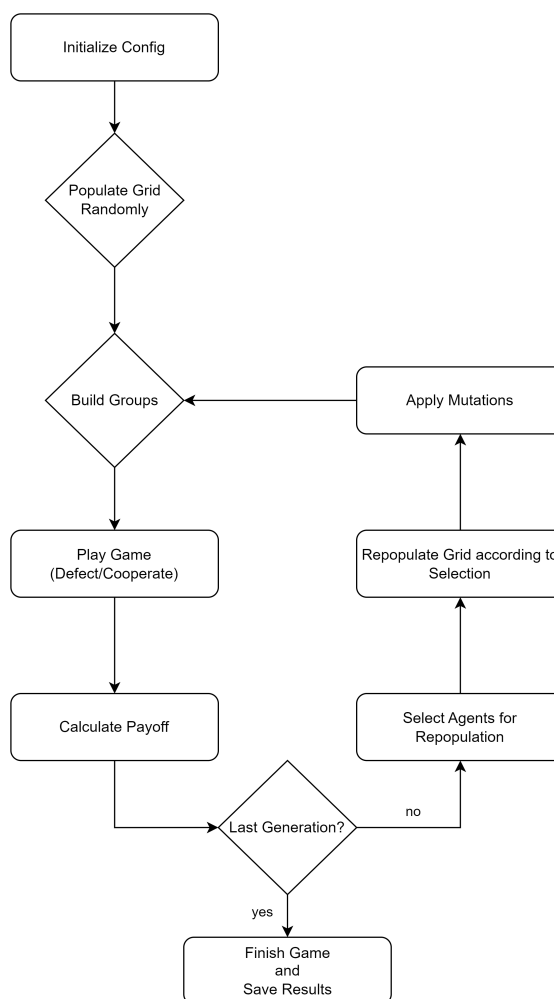 Initialize Config
Populate Grid
Randomly
Build Groups
Apply Mutations
Play Game
(Defect/Cooperate)
Repopulate Grid according to
Selection
Calculate Payoff
Select Agents for
Repopulation
Last Generation?
no
yes
Finish Game
and
Save Results